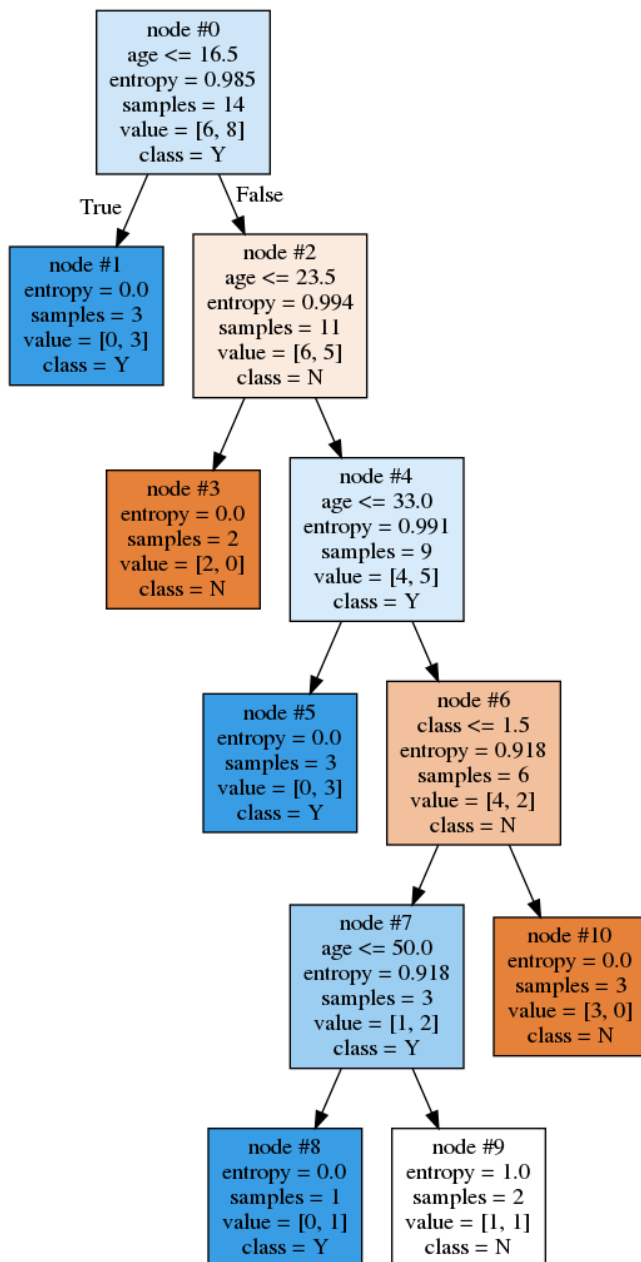 node #0
age <= 16.5
entropy = 0.985
samples = 14
value = [6, 8]
class = Y
True
False
node #1
entropy = 0.0
samples = 3
value = [0, 3]
class = Y
node #2
age <= 23.5
entropy = 0.994
samples = 11
value = [6, 5]
class = N
node #3
entropy = 0.0
samples = 2
value = [2, 0]
class = N
node #4
age <= 33.0
entropy = 0.991
samples = 9
value = [4, 5]
class = Y
node #5
entropy = 0.0
samples = 3
value = [0, 3]
class = Y
node #6
class <= 1.5
entropy = 0.918
samples = 6
value = [4, 2]
class = N
node #7
age <= 50.0
entropy = 0.918
samples = 3
value = [1, 2]
class = Y
node #10
entropy = 0.0
samples = 3
value = [3, 0]
class = N
node #8
entropy = 0.0
samples = 1
value = [0, 1]
class = Y
node #9
entropy = 1.0
samples = 2
value = [1, 1]
class = N